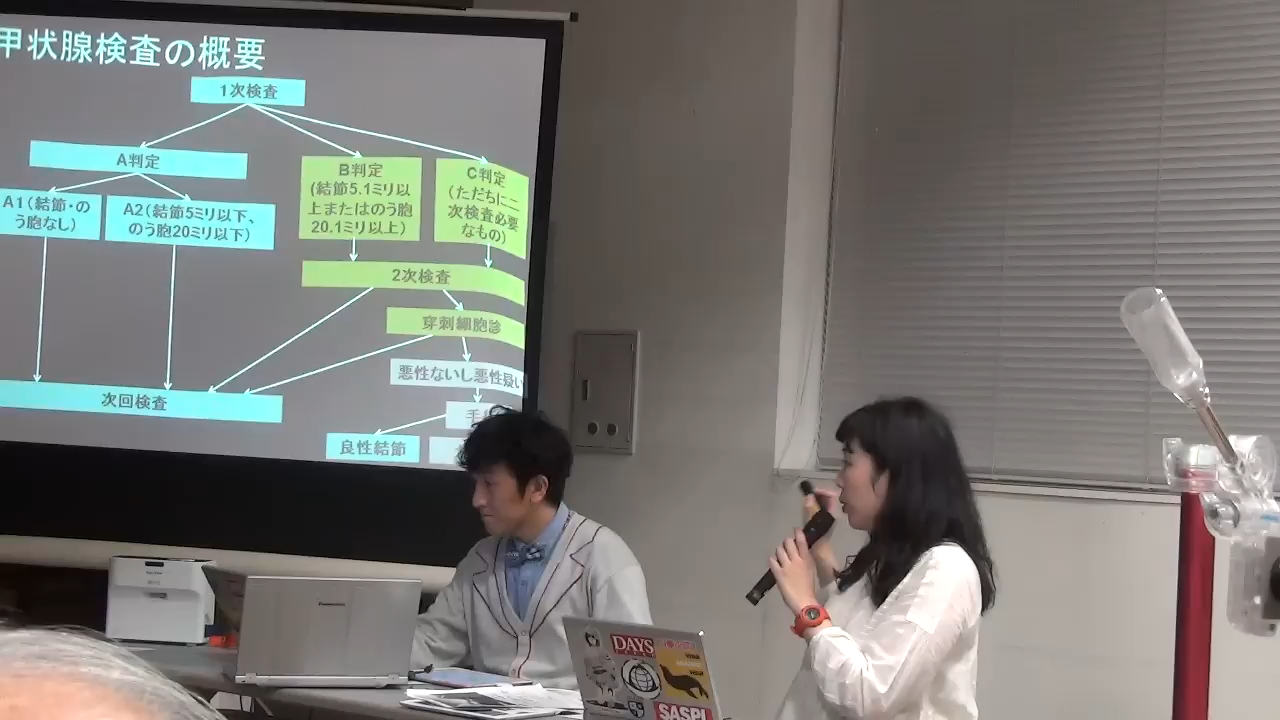 甲状腺検査の概要
1次検査
A判定
B判定
(結節5.1ミリ以
上またはのう胞
20.1ミリ以上)
C判定
(ただちに二
次検査必要
なもの)
A1(結節・の
う胞なし)
A2(結節5ミリ以下、
のう胞20ミリ以下)
2次検査
穿刺細胞診
悪性ないし悪性疑い
手
次回検査
良性結節
Panasonic
DAYS
SASPL